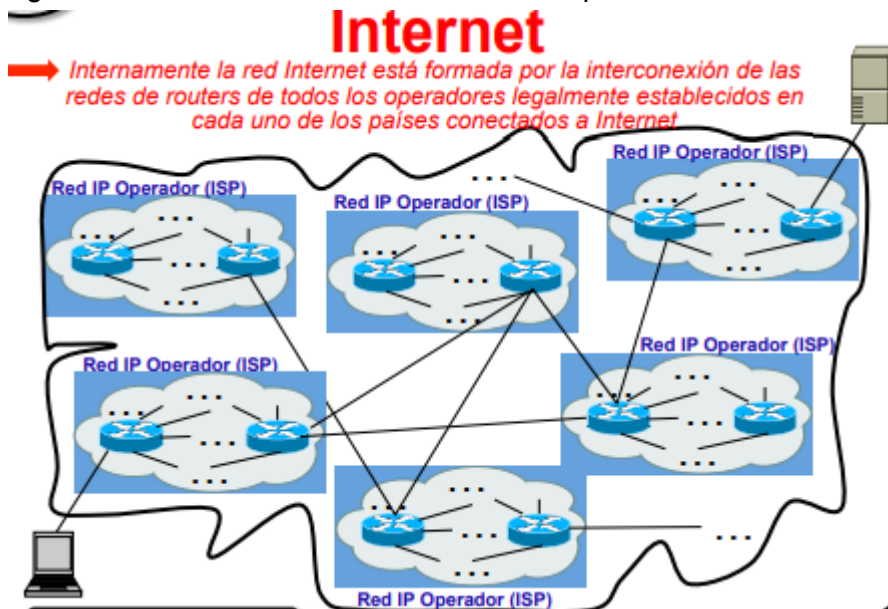 Internet
Internamente la red Internet está formada por la interconexión de las
redes de routers de todos los operadores legalmente establecidos en
cada uno de los países conectados a Internet
Red IP Operador (ISP)
Red IP Operador (ISP)
Red IP Operador (ISP)
Red IP Operador (ISP)
Red IP Operador (ISP)
Red IP Operador (ISP)